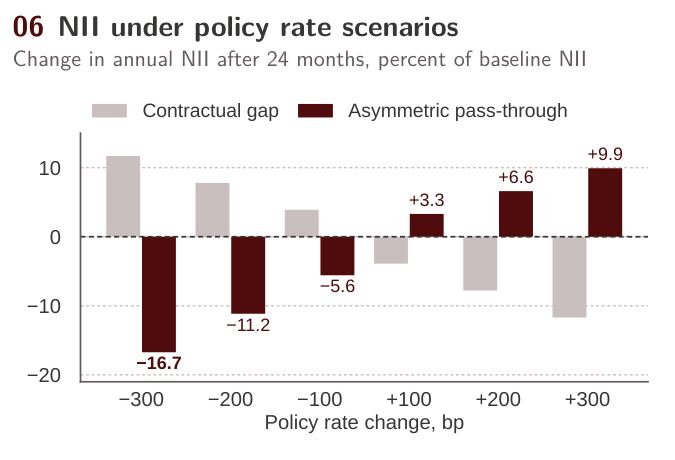 06 NII under policy rate scenarios
Change in annual NII after 24 months, percent of baseline NII
Contractual gap Asymmetric pass-through
+9.9
+6.6
+3.3
10
0
−5.6
−10
−11.2
−16.7
−20
−300 −200 −100 +100 +200 +300
Policy rate change, bp